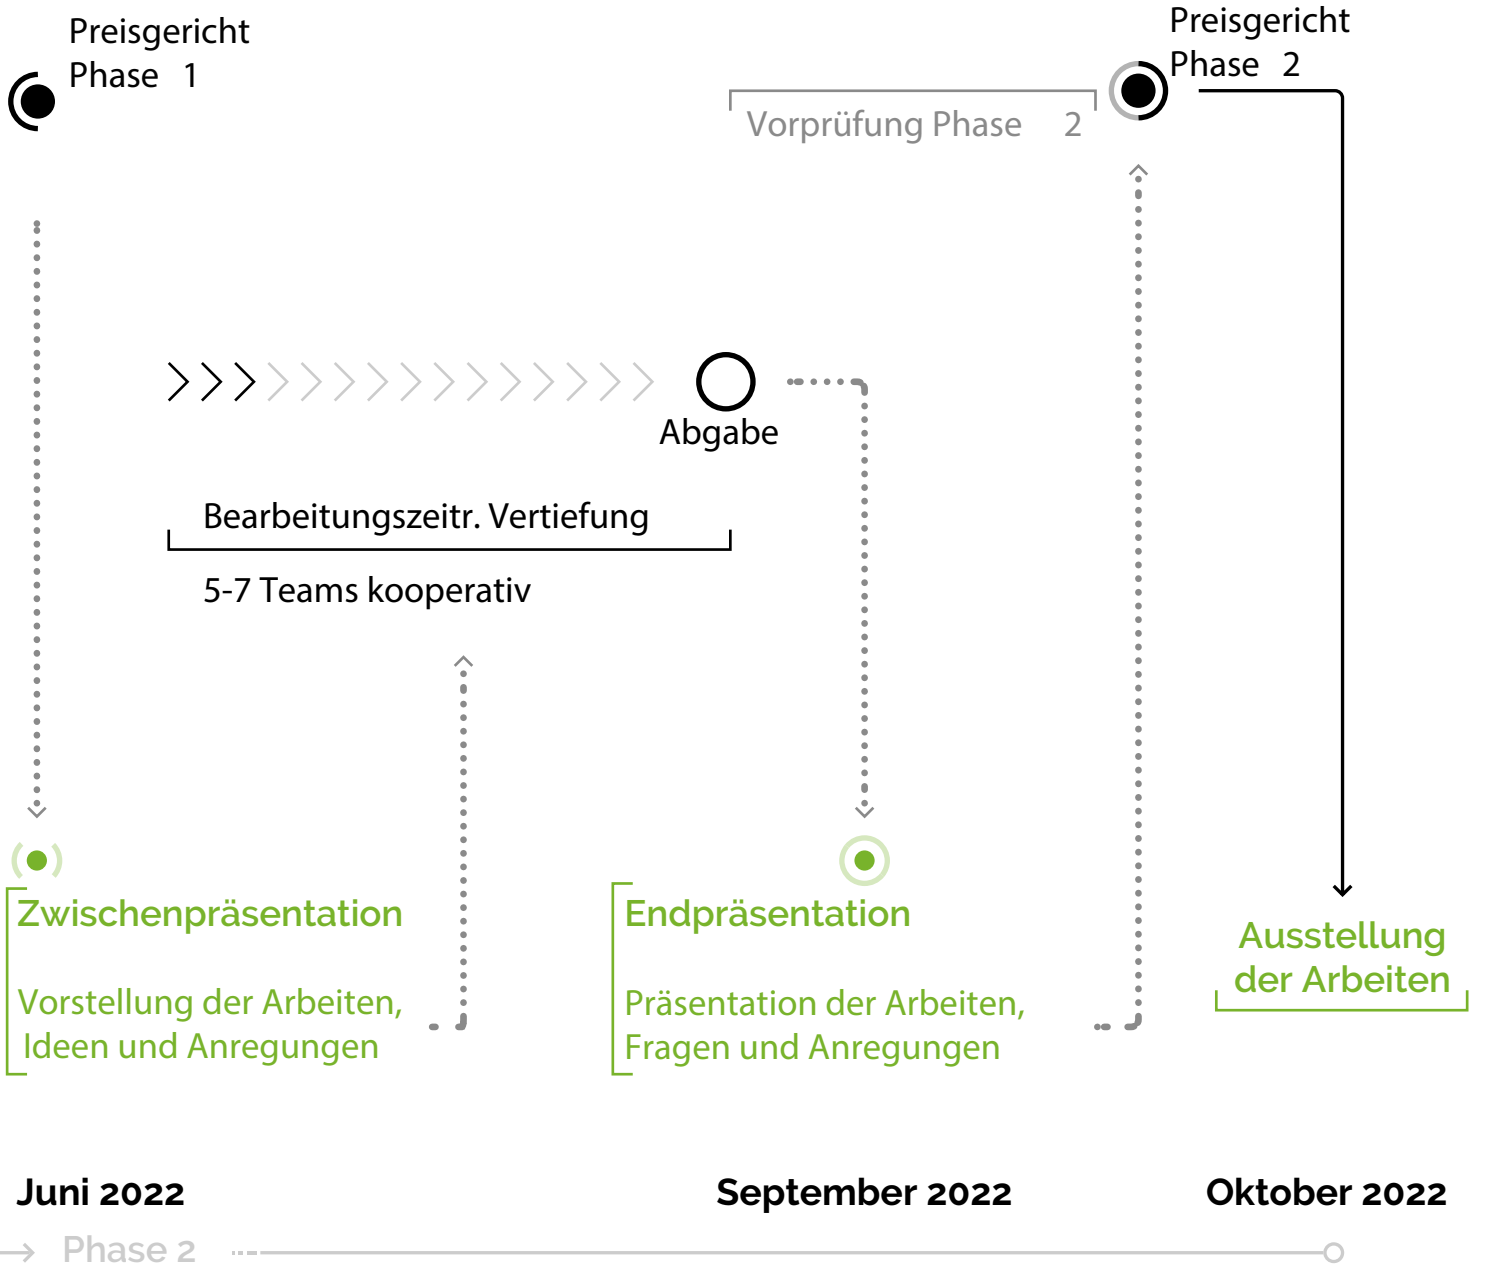 Preisgericht
Phase 1
Preisgericht
Phase 2
Vorprüfung Phase 2
Abgabe
Bearbeitungszeitr. Vertiefung
5-7 Teams kooperativ
Zwischenpräsentation
Vorstellung der Arbeiten,
Ideen und Anregungen
Endpräsentation
Präsentation der Arbeiten,
Fragen und Anregungen
Ausstellung
der Arbeiten
Juni 2022
September 2022
Oktober 2022
Phase 2